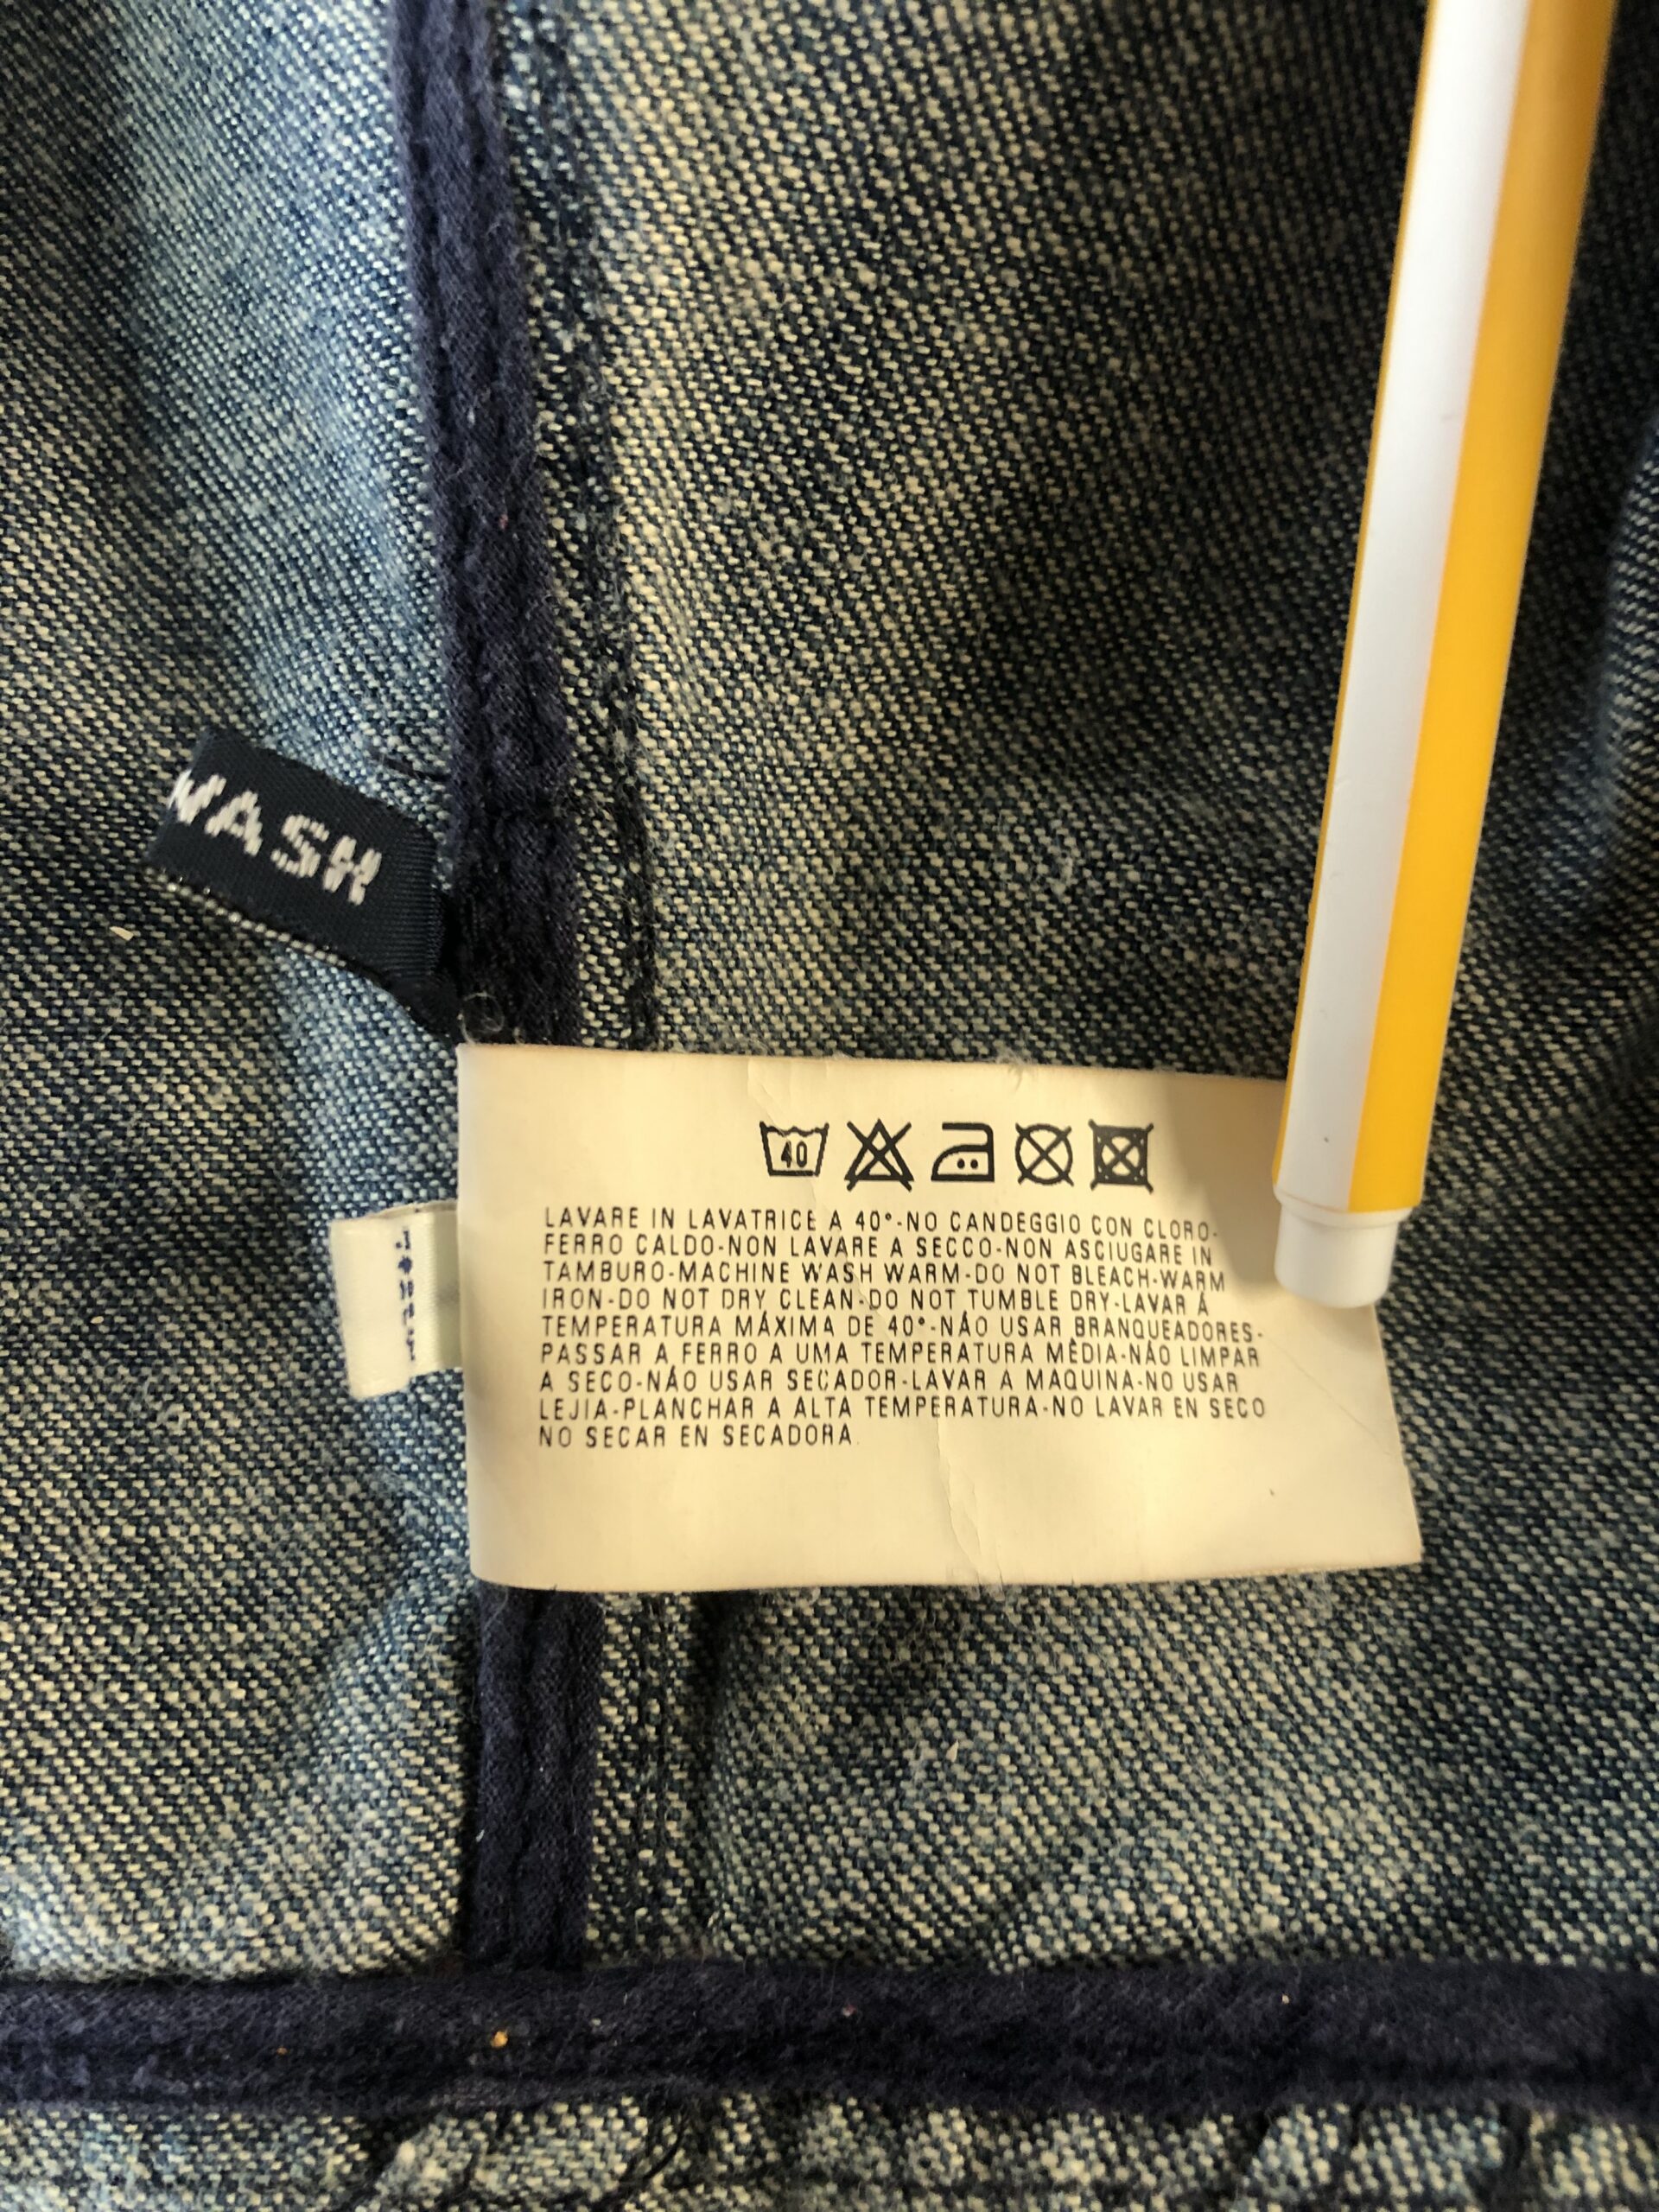 WASH
40
LAVARE IN LAVATRICE A 40°-NO CANDEGGIO CON CLORO-
FERRO CALDO-NON LAVARE A SECCO-NON ASCIUGARE IN
TAMBURO-MACHINE WASH WARM-DO NOT BLEACH-WARM
IRON-DO NOT DRY CLEAN-DO NOT TUMBLE DRY-LAVAR Á
TEMPERATURA MÁXIMA DE 40°-NÃO USAR BRANQUEADORES-
PASSAR A FERRO A UMA TEMPERATURA MÊDIA-NÃO LIMPAR
A SECO-NÃO USAR SECADOR-LAVAR A MAQUINA-NO USAR
LEJIA-PLANCHAR A ALTA TEMPERATURA-NO LAVAR EN SECO
NO SECAR EN SECADORA.